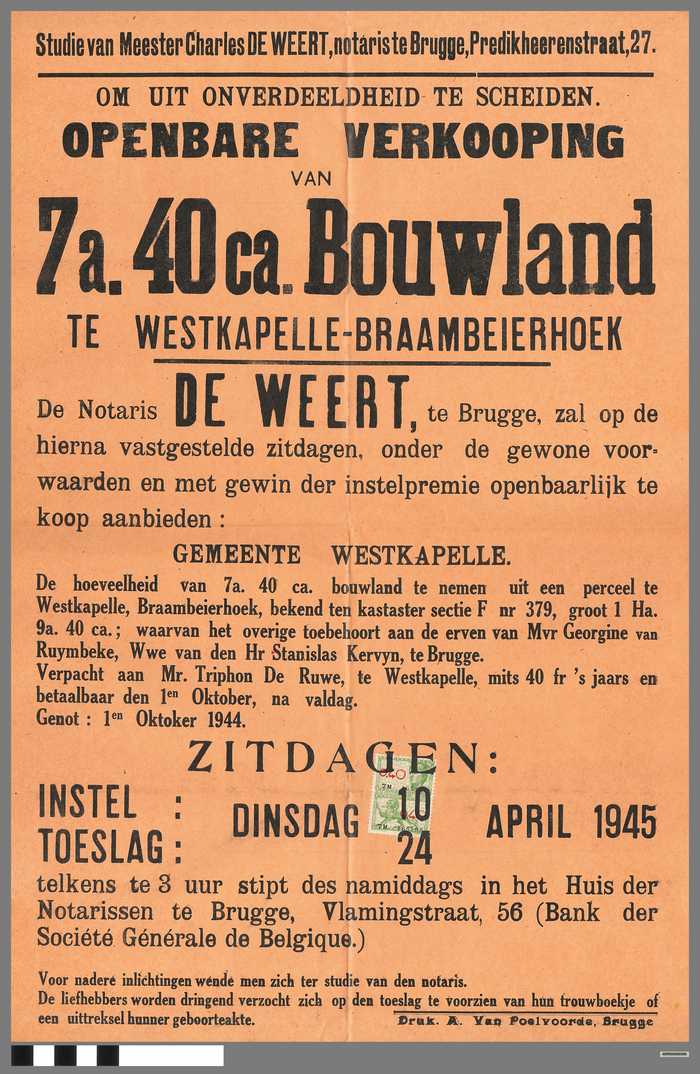 Studie van Meester Charles DE WEERT, notaris te Brugge, Predikheerenstraat, 27.
OM UIT ONVERDEELDHEID TE SCHEIDEN.
OPENBARE VERKOOPING
VAN
7a. 40 ca. Bouwland
TE WESTKAPELLE-BRAAMBEIERHOEK
De Notaris DE WEERT, te Brugge, zal op de
hierna vastgestelde zitdagen, onder de gewone voor-
waarden en met gewin der instelpremie openbaarlijk te
koop aanbieden :
GEMEENTE WESTKAPELLE.
De hoeveelheid van 7a. 40 ca. bouwland te nemen uit een perceel te
Westkapelle, Braambeierhoek, bekend ten kastaster sectie F nr 379, groot 1 Ha.
9a. 40 ca.; waarvan het overige toebehoort aan de erven van Mvr Georgine van
Ruymbeke, Wwe van den Hr Stanislas Kervyn, te Brugge.
Verpacht aan Mr. Triphon De Ruwe, te Westkapelle, mits 40 fr 's jaars en
betaalbaar den 1en Oktober, na valdag.
Genot : 1en Oktoker 1944.
ZITDAGEN:
INSTEL : DINSDAG 10 APRIL 1945
TOESLAG : 24
telkens te 3 uur stipt des namiddags in het Huis der
Notarissen te Brugge, Vlamingstraat, 56 (Bank der
Société Générale de Belgique.)
Voor nadere inlichtingen wende men zich ter studie van den notaris.
De liefhebbers worden dringend verzocht zich op den toeslag te voorzien van hun trouwboekje of
een uittreksel hunner geboorteakte.
Druk. A. Van Poelvoorde, Brugge